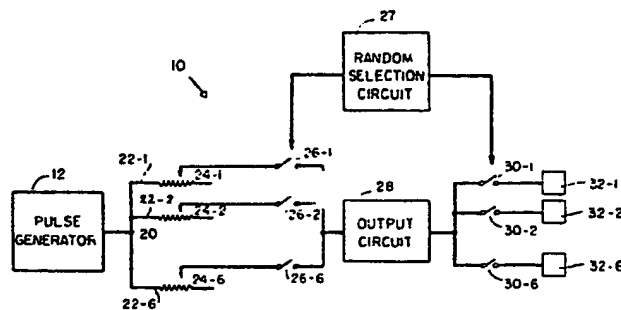 27
RANDOM
SELECTION
CIRCUIT
10
12
PULSE
GENERATOR
20
22-1
24-1
26-1
22-2
24-2
26-2
22-6
24-6
26-6
28
OUTPUT
CIRCUIT
30-1
32-1
30-2
32-2
30-6
32-6